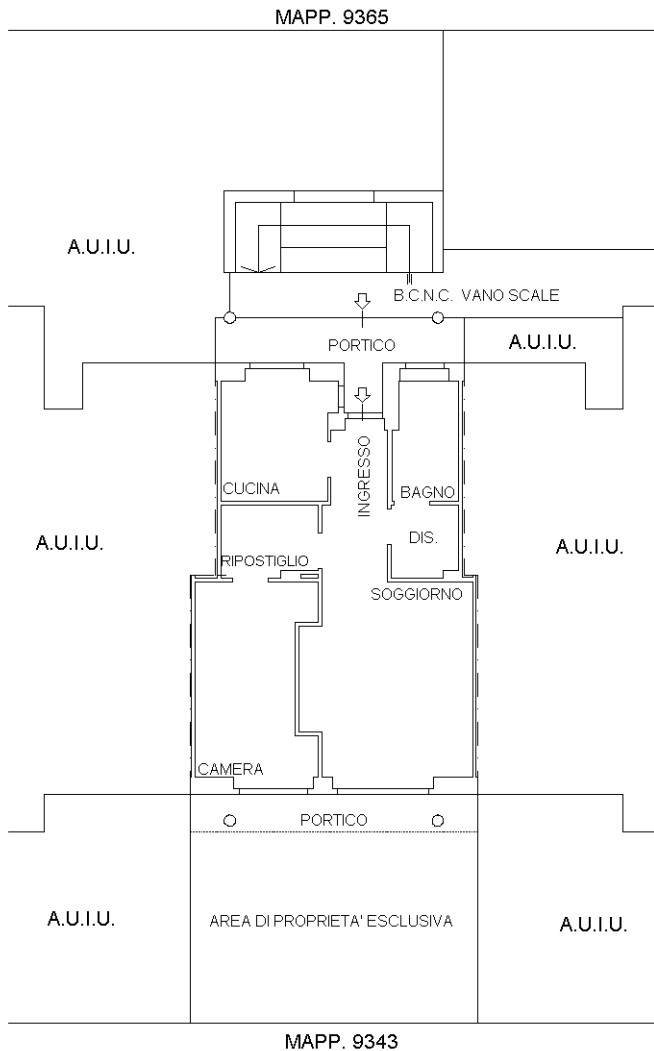 MAPP. 9365
A.U.I.U.
B.C.N.C. VANO SCALE
PORTICO
A.U.I.U.
INGRESSO
CUCINA
BAGNO
A.U.I.U.
DIS.
A.U.I.U.
RIPOSTIGLIO
SOGGIORNO
CAMERA
PORTICO
A.U.I.U.
AREA DI PROPRIETA' ESCLUSIVA
A.U.I.U.
MAPP. 9343